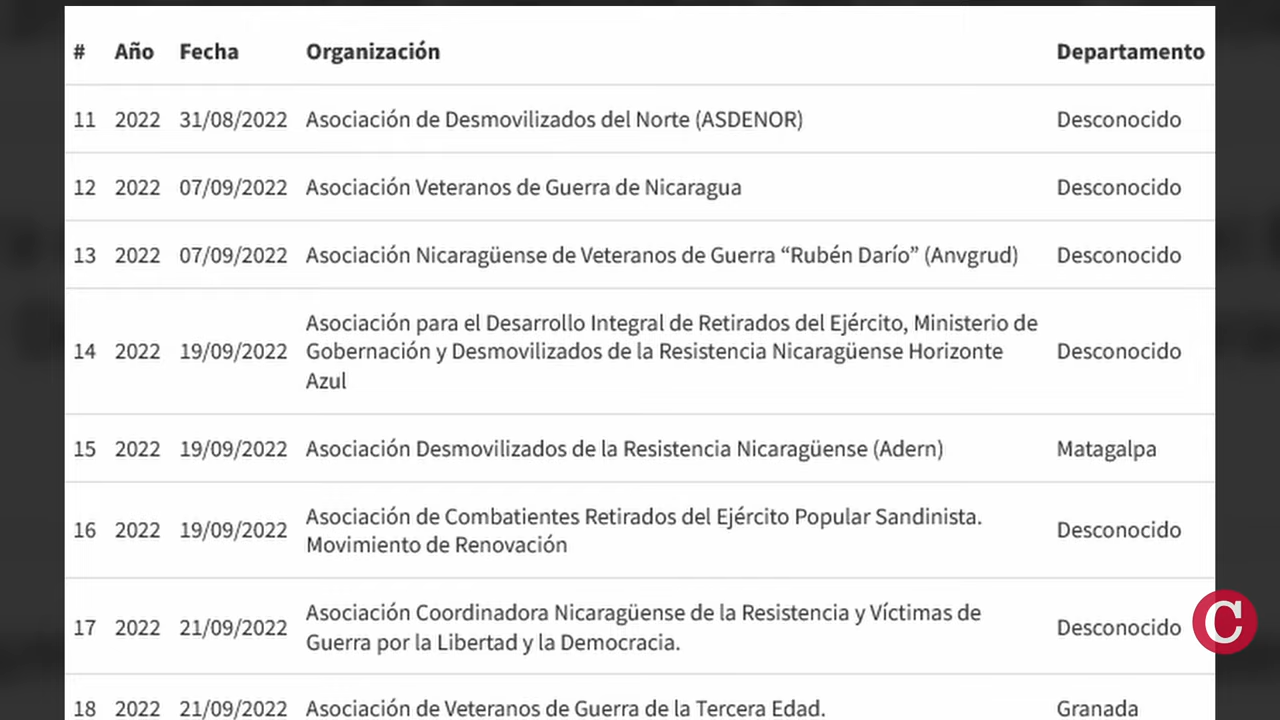 # Año Fecha Organización Departamento
11 2022 31/08/2022 Asociación de Desmovilizados del Norte (ASDENOR) Desconocido
12 2022 07/09/2022 Asociación Veteranos de Guerra de Nicaragua Desconocido
13 2022 07/09/2022 Asociación Nicaragüense de Veteranos de Guerra “Rubén Darío” (Anvgrud) Desconocido
Asociación para el Desarrollo Integral de Retirados del Ejército, Ministerio de
14 2022 19/09/2022 Gobernación y Desmovilizados de la Resistencia Nicaragüense Horizonte Desconocido
Azul
15 2022 19/09/2022 Asociación Desmovilizados de la Resistencia Nicaragüense (Adern) Matagalpa
16 2022 19/09/2022 Asociación de Combatientes Retirados del Ejército Popular Sandinista. Desconocido
Movimiento de Renovación
17 2022 21/09/2022 Asociación Coordinadora Nicaragüense de la Resistencia y Víctimas de Desconocido
Guerra por la Libertad y la Democracia.
C
18 2022 21/09/2022 Asociación de Veteranos de Guerra de la Tercera Edad. Granada